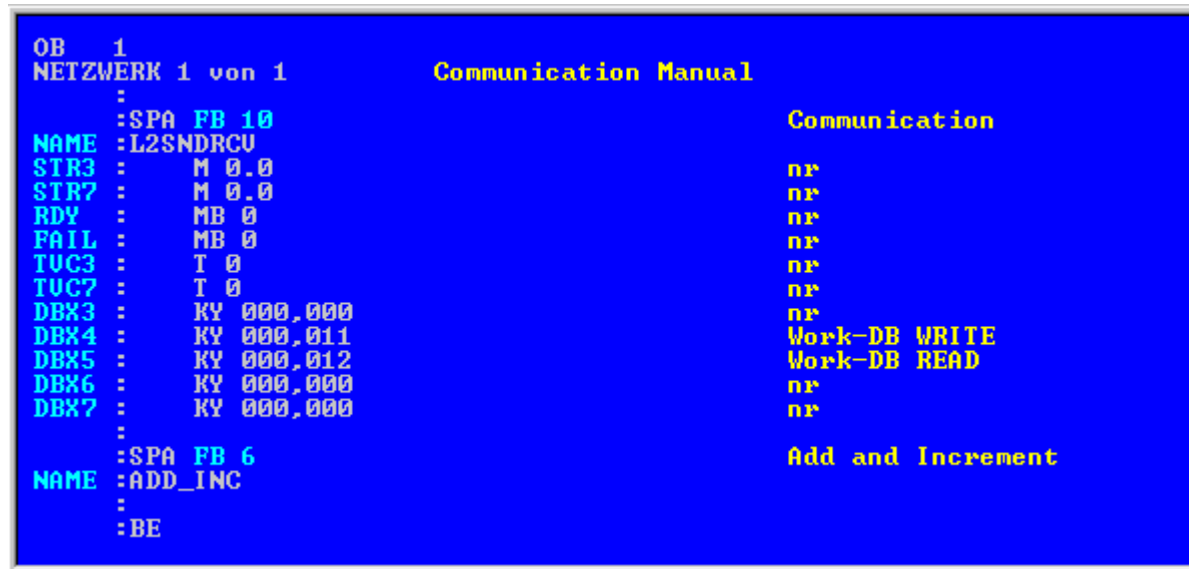 OB 1
NETZWERK 1 von 1 Communication Manual
:
:SPA FB 10 Communication
NAME :L2SNDRCV
STR3 : M 0.0 nr
STR7 : M 0.0 nr
RDY : MB 0 nr
FAIL : MB 0 nr
TVC3 : T 0 nr
TVC7 : T 0 nr
DBX3 : KY 000,000 nr
DBX4 : KY 000,011 Work-DB WRITE
DBX5 : KY 000,012 Work-DB READ
DBX6 : KY 000,000 nr
DBX7 : KY 000,000 nr
:
:SPA FB 6 Add and Increment
NAME :ADD_INC
:
:BE